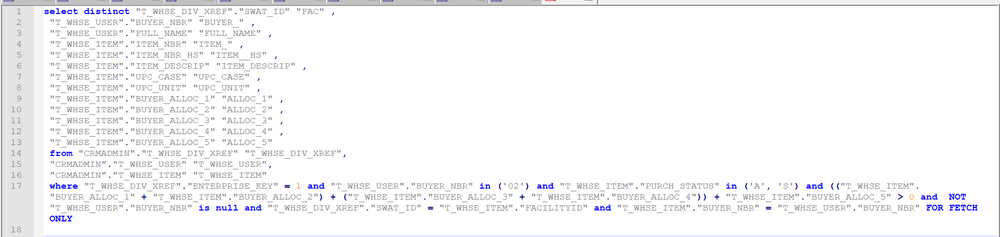 1 select distinct "T_WHSE_DIV_XREF"."SWAT_ID" "FAC" ,
2 "T_WHSE_USER"."BUYER_NBR" "BUYER_" ,
3 "T_WHSE_USER"."FULL_NAME" "FULL_NAME" ,
4 "T_WHSE_ITEM"."ITEM_NBR" "ITEM_" ,
5 "T_WHSE_ITEM"."ITEM_NBR_HS" "ITEM__HS" ,
6 "T_WHSE_ITEM"."ITEM_DESCRIP" "ITEM_DESCRIP" ,
7 "T_WHSE_ITEM"."UPC_CASE" "UPC_CASE" ,
8 "T_WHSE_ITEM"."UPC_UNIT" "UPC_UNIT" ,
9 "T_WHSE_ITEM"."BUYER_ALLOC_1" "ALLOC_1" ,
10 "T_WHSE_ITEM"."BUYER_ALLOC_2" "ALLOC_2" ,
11 "T_WHSE_ITEM"."BUYER_ALLOC_3" "ALLOC_3" ,
12 "T_WHSE_ITEM"."BUYER_ALLOC_4" "ALLOC_4" ,
13 "T_WHSE_ITEM"."BUYER_ALLOC_5" "ALLOC_5"
14 from "CRMADMIN"."T_WHSE_DIV_XREF" "T_WHSE_DIV_XREF",
15 "CRMADMIN"."T_WHSE_USER" "T_WHSE_USER",
16 "CRMADMIN"."T_WHSE_ITEM" "T_WHSE_ITEM"
17 where "T_WHSE_DIV_XREF"."ENTERPRISE_KEY" = 1 and "T_WHSE_USER"."BUYER_NBR" in ('02') and "T_WHSE_ITEM"."PURCH_STATUS" in ('A', 'S') and (("T_WHSE_ITEM".
"BUYER_ALLOC_1" + "T_WHSE_ITEM"."BUYER_ALLOC_2") + ("T_WHSE_ITEM"."BUYER_ALLOC_3" + "T_WHSE_ITEM"."BUYER_ALLOC_4")) + "T_WHSE_ITEM"."BUYER_ALLOC_5" > 0 and  NOT
"T_WHSE_USER"."BUYER_NBR" is null and "T_WHSE_DIV_XREF"."SWAT_ID" = "T_WHSE_ITEM"."FACILITYID" and "T_WHSE_ITEM"."BUYER_NBR" = "T_WHSE_USER"."BUYER_NBR" FOR FETCH
ONLY
18